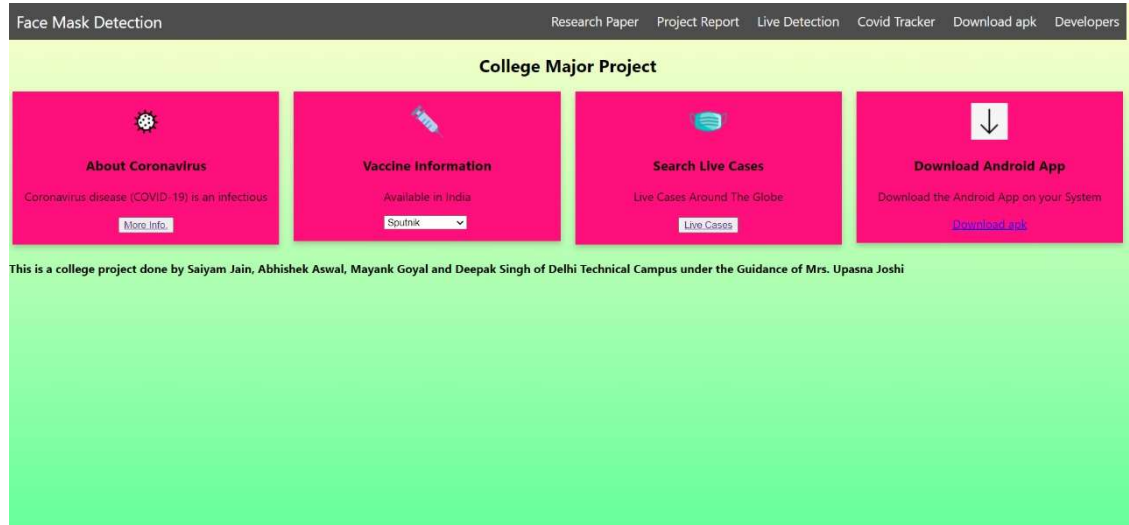 Face Mask Detection
Research Paper Project Report Live Detection Covid Tracker Download apk Developers
College Major Project
About Coronavirus
Coronavirus disease (COVID-19) is an infectious
More Info.
Vaccine Information
Available in India
Sputnik
Search Live Cases
Live Cases Around The Globe
Live Cases
Download Android App
Download the Android App on your System
Download apk
This is a college project done by Saiyam Jain, Abhishek Aswal, Mayank Goyal and Deepak Singh of Delhi Technical Campus under the Guidance of Mrs. Upasna Joshi